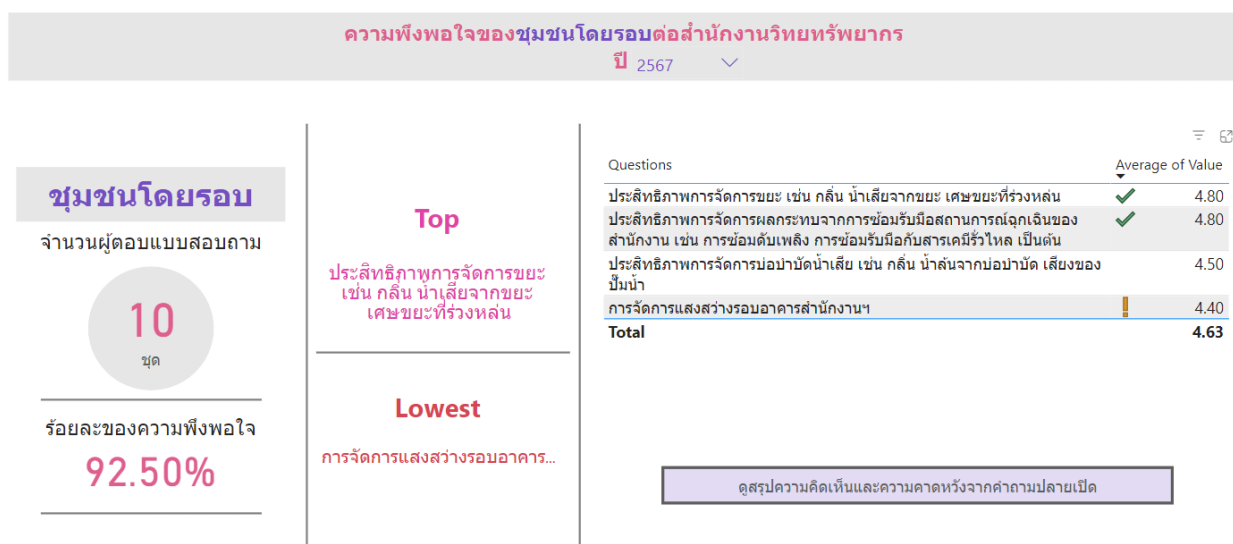 ความพึงพอใจของชุมชนโดยรอบต่อสำนักงานวิทยทรัพยากร
ปี 2567
ชุมชนโดยรอบ
จำนวนผู้ตอบแบบสอบถาม
10
ชุด
ร้อยละของความพึงพอใจ
92.50%
Top
ประสิทธิภาพการจัดการขยะ
เช่น กลิ่น น้ำเสียจากขยะ
เศษขยะที่ร่วงหล่น
Lowest
การจัดการแสงสว่างรอบอาคาร...
Questions Average of Value
ประสิทธิภาพการจัดการขยะ เช่น กลิ่น น้ำเสียจากขยะ เศษขยะที่ร่วงหล่น 4.80
ประสิทธิภาพการจัดการผลกระทบจากการซ้อมรับมือสถานการณ์ฉุกเฉินของ 4.80
สำนักงาน เช่น การซ้อมดับเพลิง การซ้อมรับมือกับสารเคมีรั่วไหล เป็นต้น
ประสิทธิภาพการจัดการบ่อบำบัดน้ำเสีย เช่น กลิ่น น้ำล้นจากบ่อบำบัด เสียงของ 4.50
ปั๊มน้ำ
การจัดการแสงสว่างรอบอาคารสำนักงานฯ 4.40
Total 4.63
ดูสรุปความคิดเห็นและความคาดหวังจากคำถามปลายเปิด